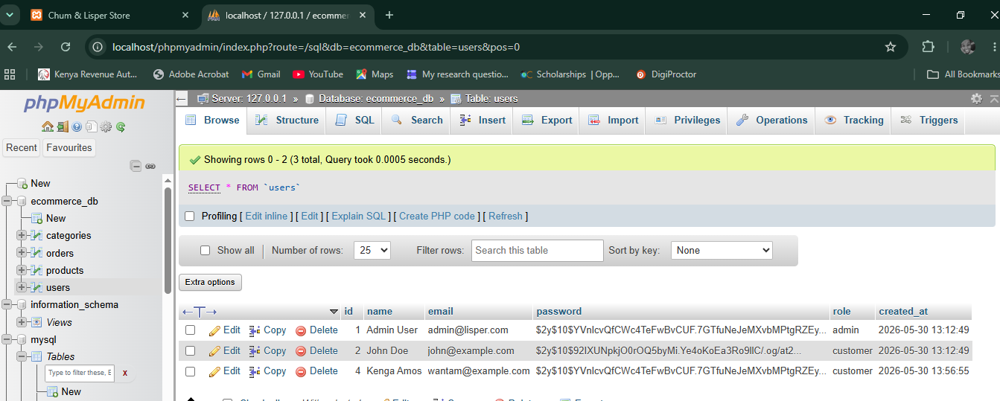 Chum & Lisper Store
localhost / 127.0.0.1 / ecommer
localhost/phpmyadmin/index.php?route=/sql&db=ecommerce_db&table=users&pos=0
Kenya Revenue Aut... Adobe Acrobat Gmail YouTube Maps My research questio... Scholarships | Opp... DigiProctor All Bookmarks
phpMyAdmin
Recent Favourites
New
ecommerce_db
New
categories
orders
products
users
information_schema
Views
mysql
Tables
Type to filter these, E X
New
Server: 127.0.0.1 » Database: ecommerce_db » Table: users
Browse Structure SQL Search Insert Export Import Privileges Operations Tracking Triggers
Showing rows 0 - 2 (3 total, Query took 0.0005 seconds.)
SELECT * FROM `users`
Profiling [ Edit inline ] [ Edit ] [ Explain SQL ] [ Create PHP code ] [ Refresh ]
Show all Number of rows: 25 Filter rows: Search this table Sort by key: None
Extra options
id name email password role created_at
Edit Copy Delete 1 Admin User admin@lisper.com $2y$10$YVnIcvQfCWc4TeFwBvCUF.7GTfuNeJeMXvbMPtgRZEy... admin 2026-05-30 13:12:49
Edit Copy Delete 2 John Doe john@example.com $2y$10$92IXUNpkjO0rOQ5byMi.Ye4oKoEa3Ro9llC/.og/at2... customer 2026-05-30 13:12:49
Edit Copy Delete 4 Kenga Amos wantam@example.com $2y$10$YVnIcvQfCWc4TeFwBvCUF.7GTfuNeJeMXvbMPtgRZEy... customer 2026-05-30 13:56:55